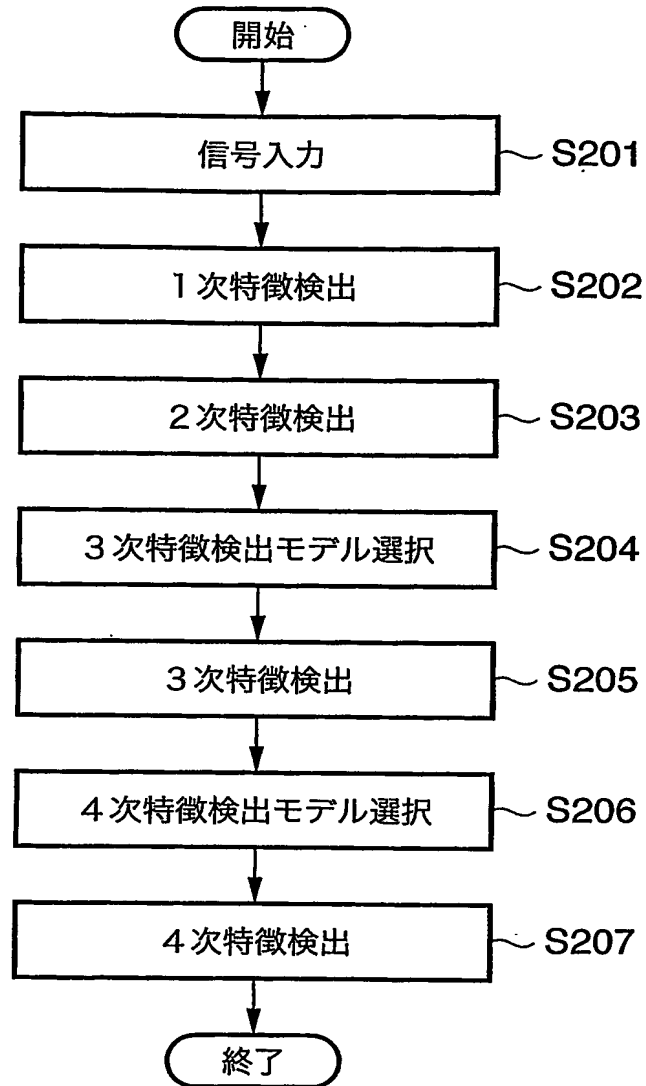 開始
信号入力 S201
1次特徴検出 S202
2次特徴検出 S203
3次特徴検出モデル選択 S204
3次特徴検出 S205
4次特徴検出モデル選択 S206
4次特徴検出 S207
終了